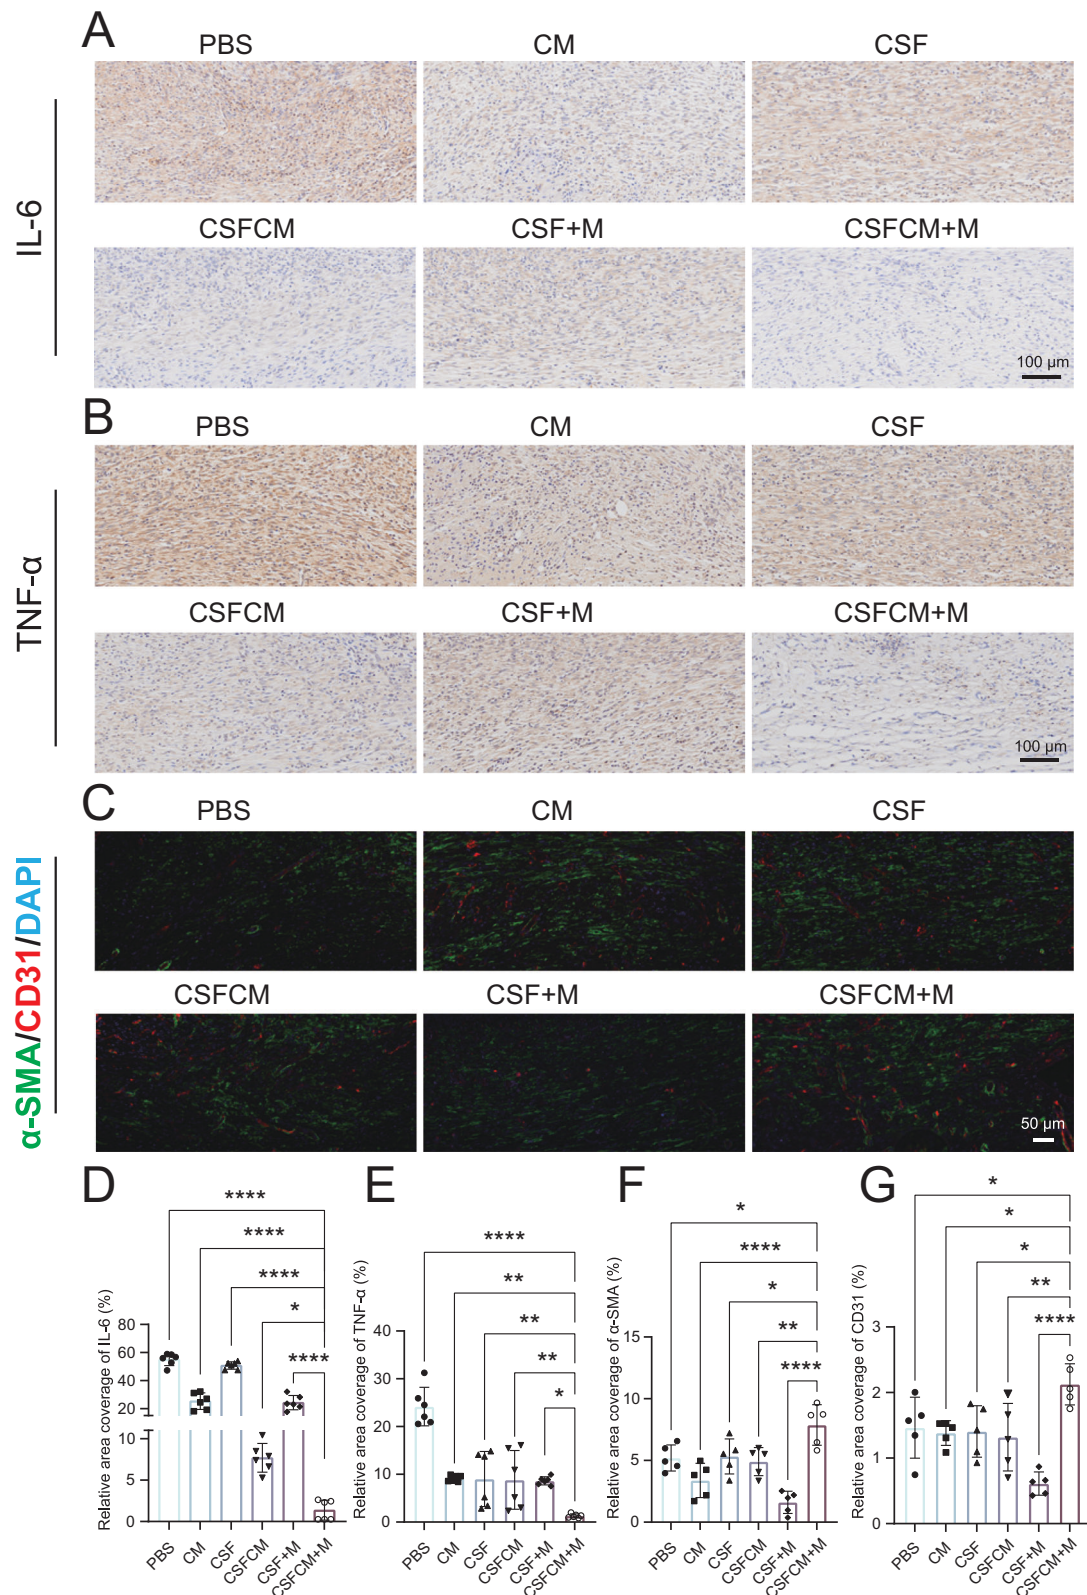 A
PBS
CM
CSF
IL-6
CSFCM
CSF+M
CSFCM+M
100 µm
B
PBS
CM
CSF
TNF-α
CSFCM
CSF+M
CSFCM+M
100 µm
C
PBS
CM
CSF
α-SMA/CD31/DAPI
CSFCM
CSF+M
CSFCM+M
50 µm
D
****
****
****
*
****
Relative area coverage of IL-6 (%)
80
60
40
20
10
5
0
PBS
CM
CSF
CSFCM
CSF+M
CSFCM+M
E
****
**
**
**
*
Relative area coverage of TNF-α (%)
40
30
20
10
0
PBS
CM
CSF
CSFCM
CSF+M
CSFCM+M
F
*
****
*
**
****
Relative area coverage of α-SMA (%)
15
10
5
0
PBS
CM
CSF
CSFCM
CSF+M
CSFCM+M
G
*
*
*
**
****
Relative area coverage of CD31 (%)
3
2
1
0
PBS
CM
CSF
CSFCM
CSF+M
CSFCM+M